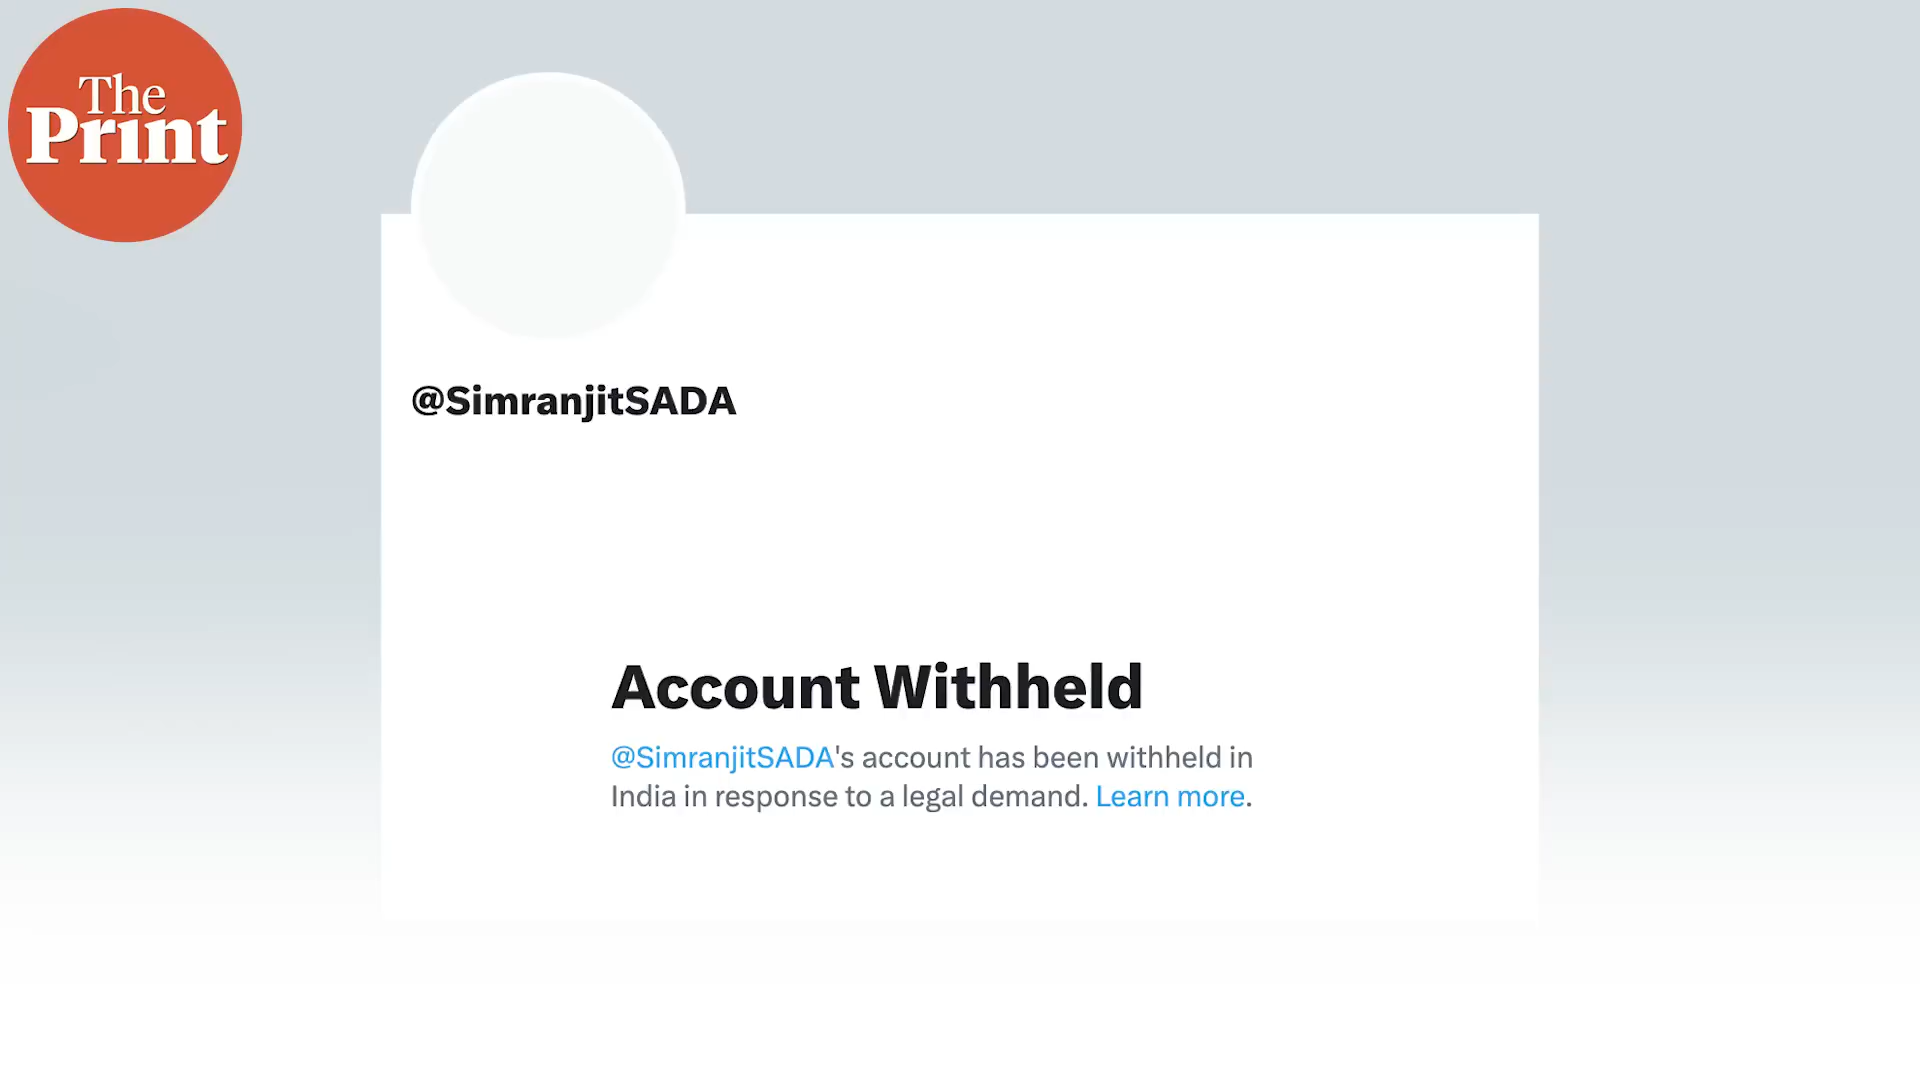 The
Print
@SimranjitSADA
Account Withheld
@SimranjitSADA's account has been withheld in
India in response to a legal demand. Learn more.